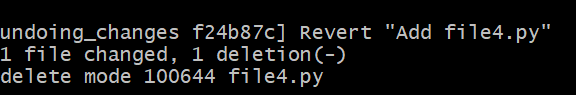 undoing_changes f24b87c] Revert "Add file4.py"
1 file changed, 1 deletion(-)
delete mode 100644 file4.py